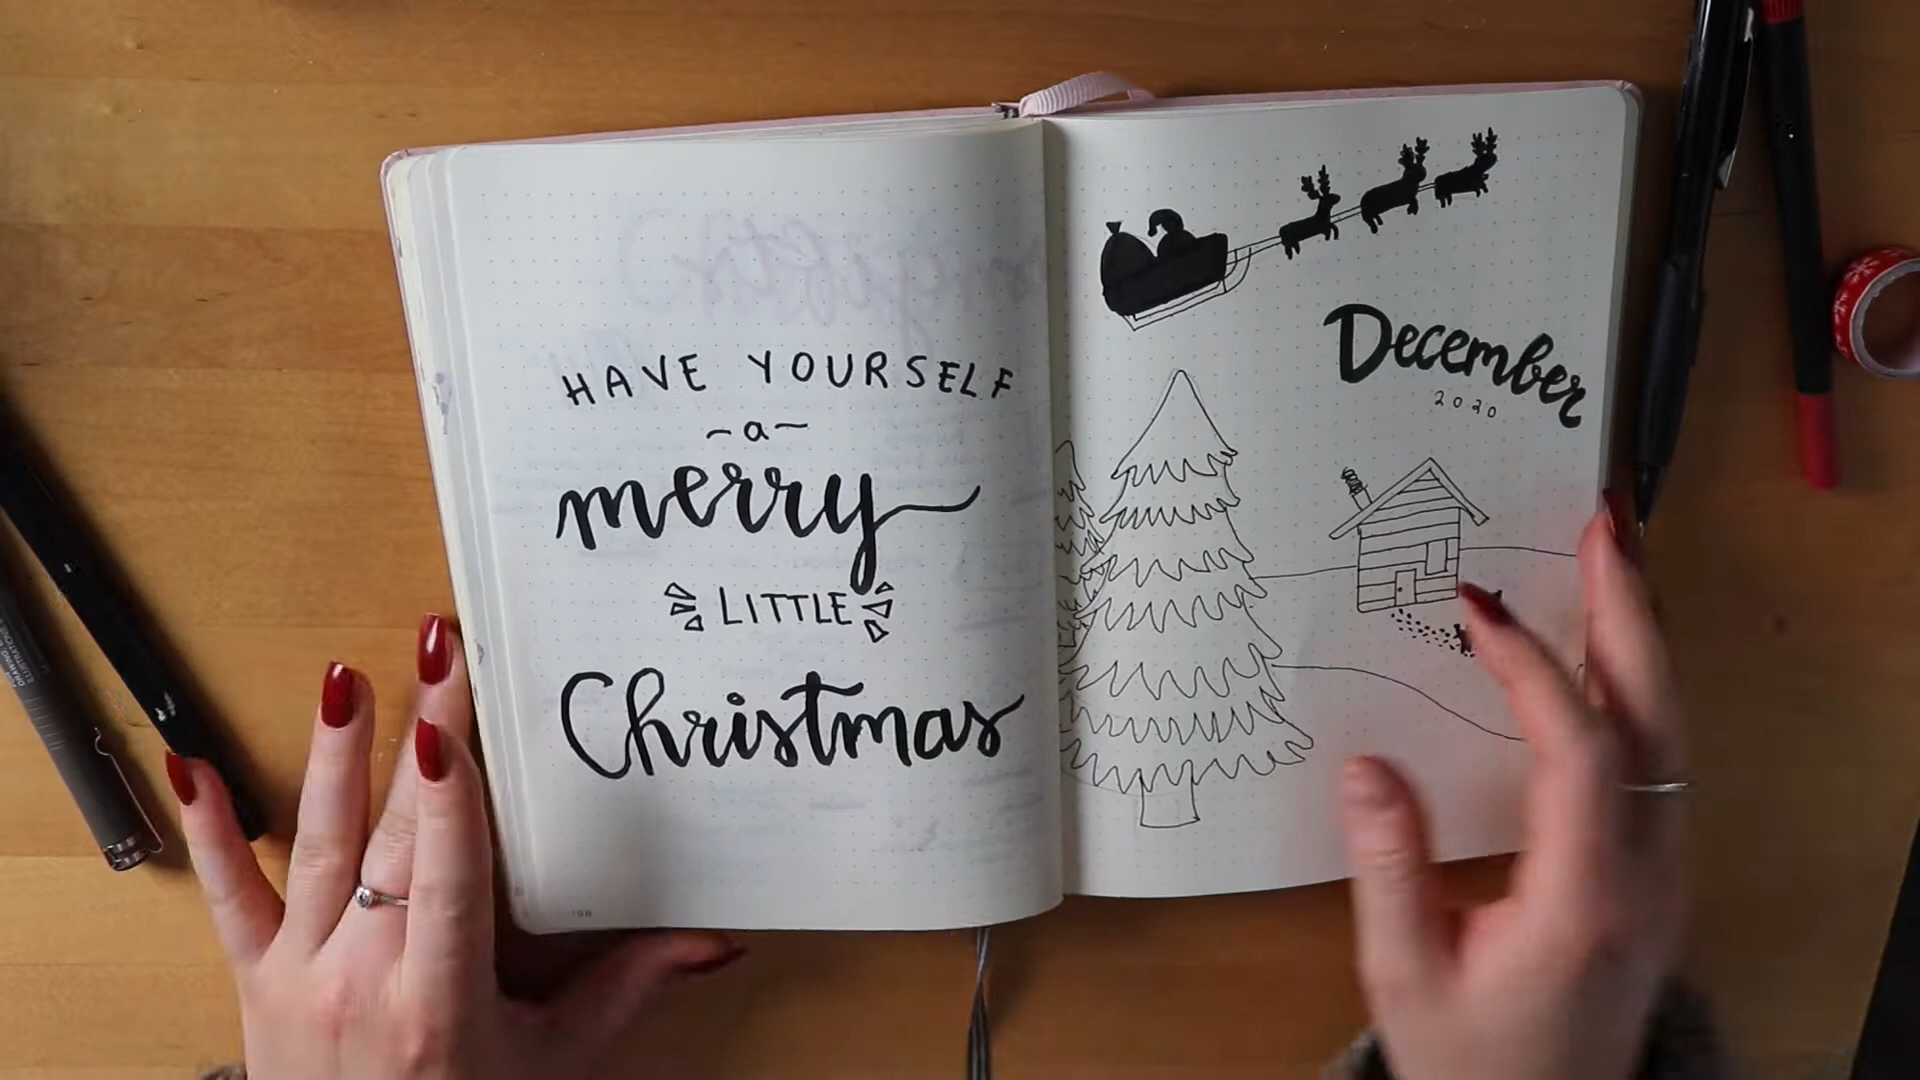 HAVE YOURSELF
~a~
merry
LITTLE
Christmas
December
2020